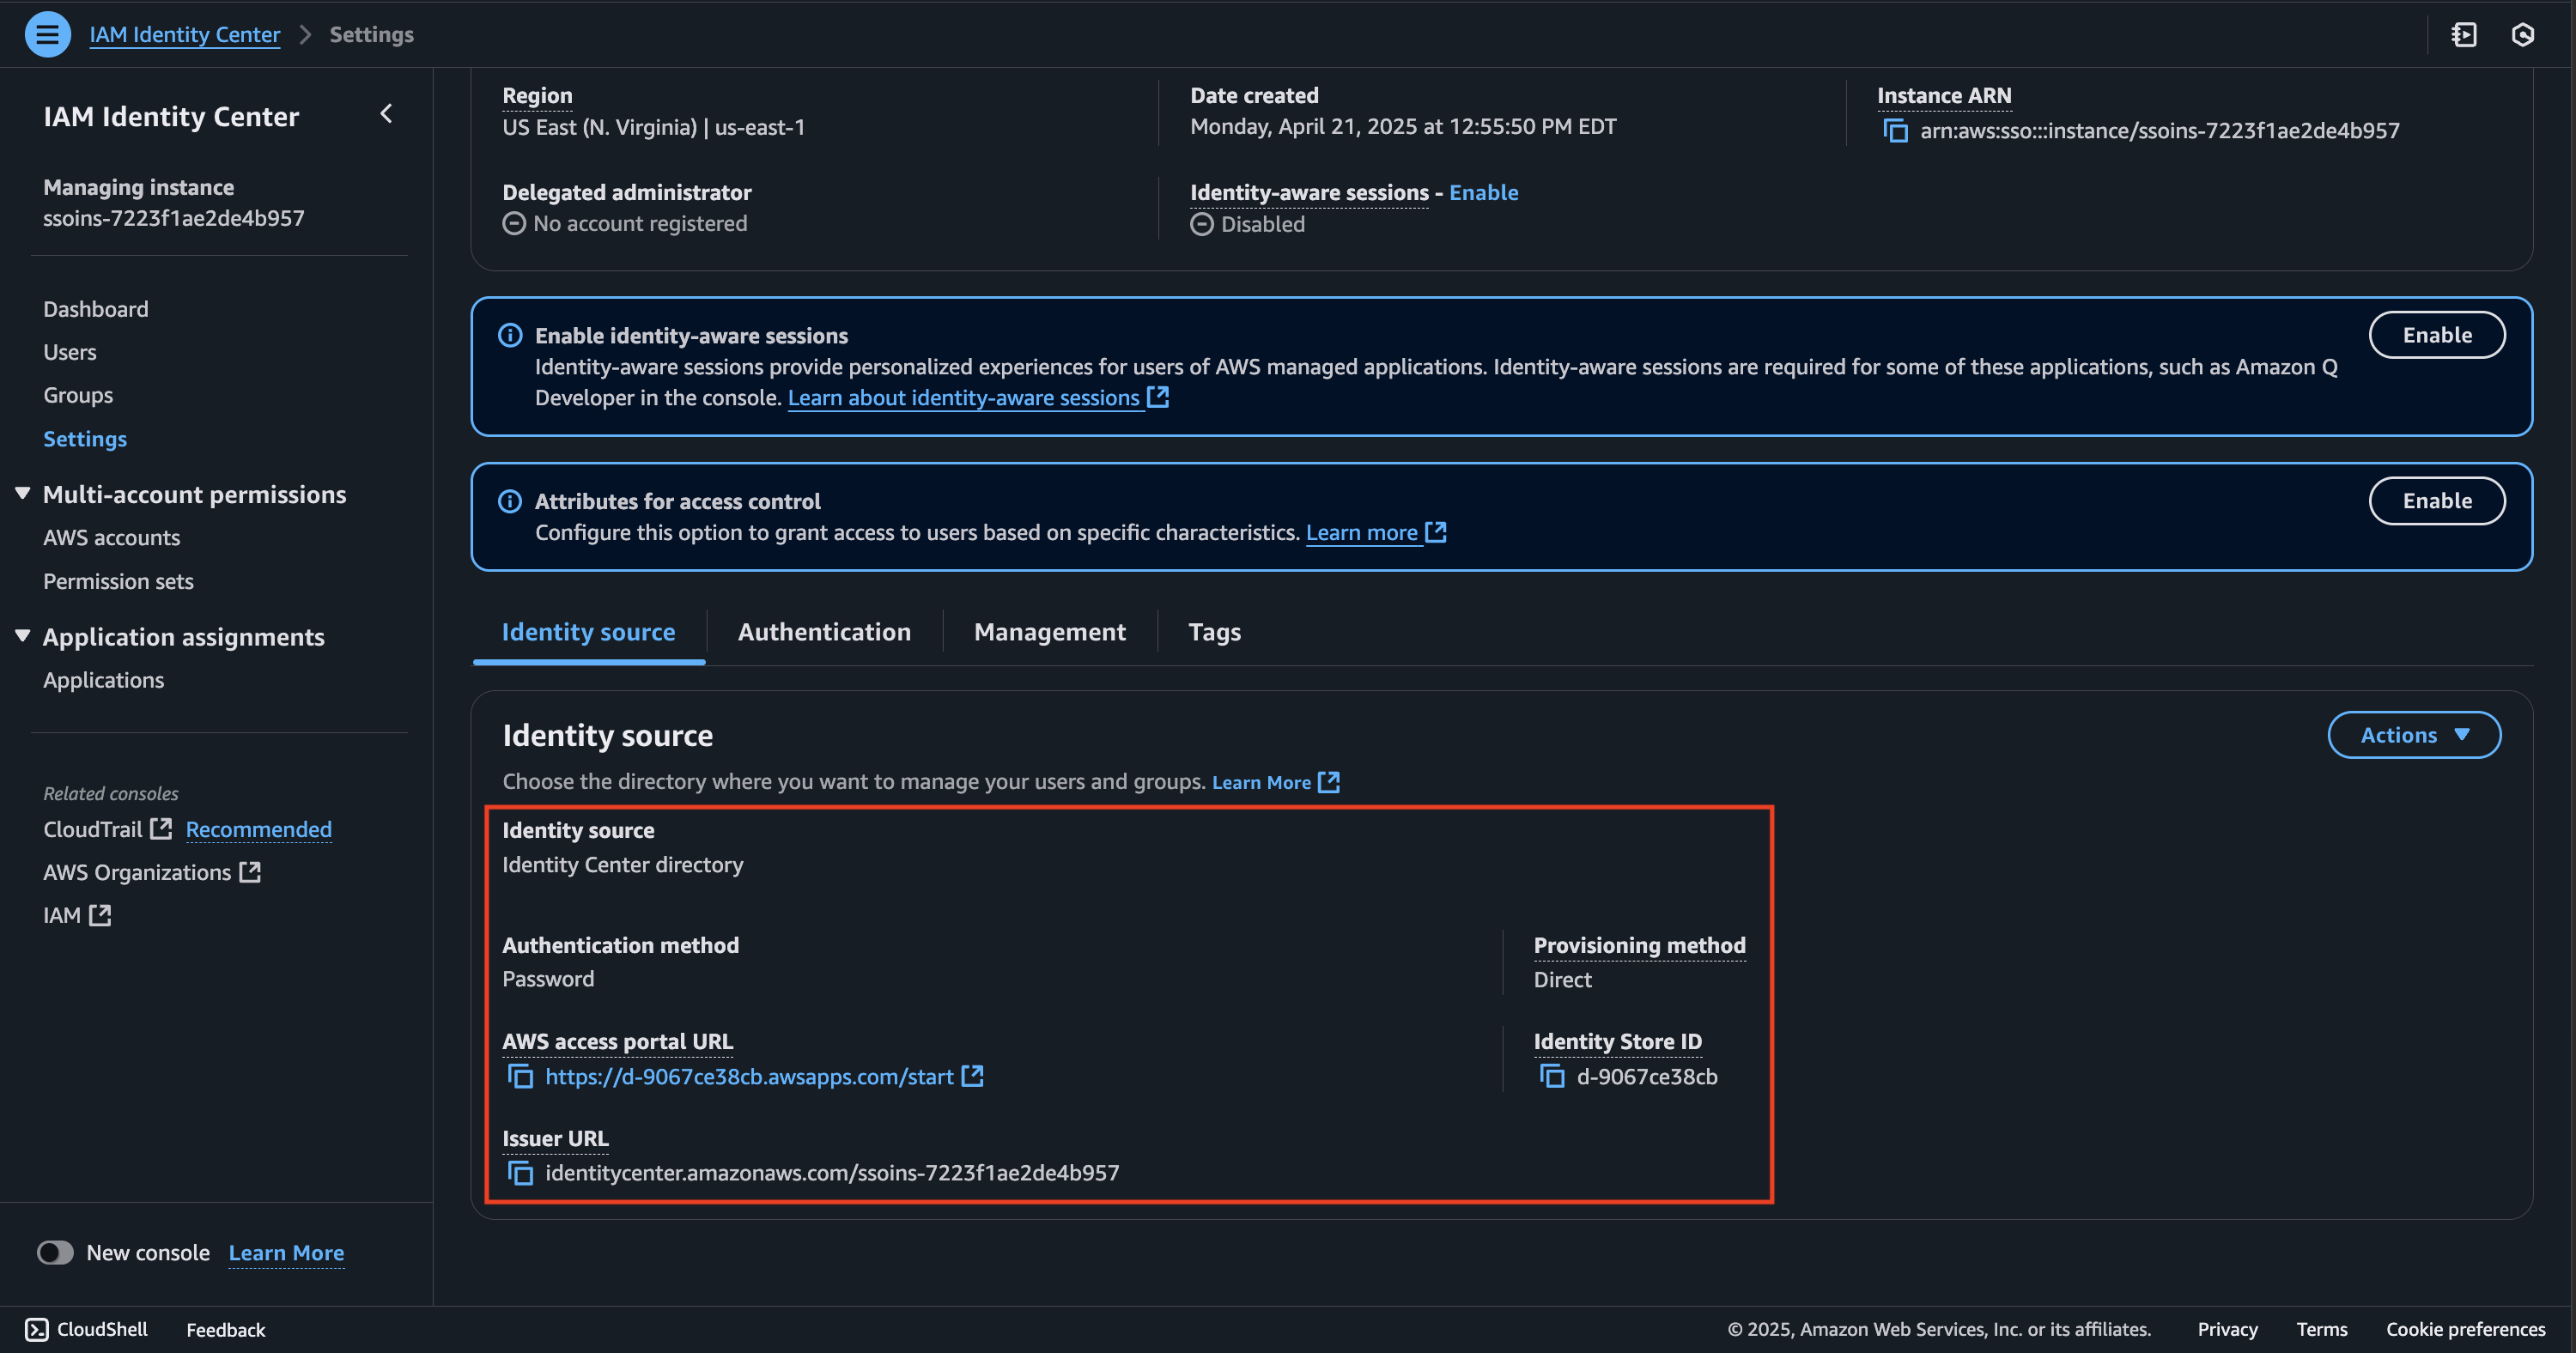 IAM Identity Center > Settings
IAM Identity Center
Managing instance
ssoins-7223f1ae2de4b957
Dashboard
Users
Groups
Settings
Multi-account permissions
AWS accounts
Permission sets
Application assignments
Applications
Related consoles
CloudTrail Recommended
AWS Organizations
IAM
New console Learn More
Region
US East (N. Virginia) | us-east-1
Date created
Monday, April 21, 2025 at 12:55:50 PM EDT
Instance ARN
arn:aws:sso:::instance/ssoins-7223f1ae2de4b957
Delegated administrator
No account registered
Identity-aware sessions - Enable
Disabled
Enable identity-aware sessions
Identity-aware sessions provide personalized experiences for users of AWS managed applications. Identity-aware sessions are required for some of these applications, such as Amazon Q
Developer in the console. Learn about identity-aware sessions
Enable
Attributes for access control
Configure this option to grant access to users based on specific characteristics. Learn more
Enable
Identity source
Authentication
Management
Tags
Identity source
Actions
Choose the directory where you want to manage your users and groups. Learn More
Identity source
Identity Center directory
Authentication method
Password
Provisioning method
Direct
AWS access portal URL
https://d-9067ce38cb.awsapps.com/start
Identity Store ID
d-9067ce38cb
Issuer URL
identitycenter.amazonaws.com/ssoins-7223f1ae2de4b957
CloudShell
Feedback
© 2025, Amazon Web Services, Inc. or its affiliates.
Privacy
Terms
Cookie preferences